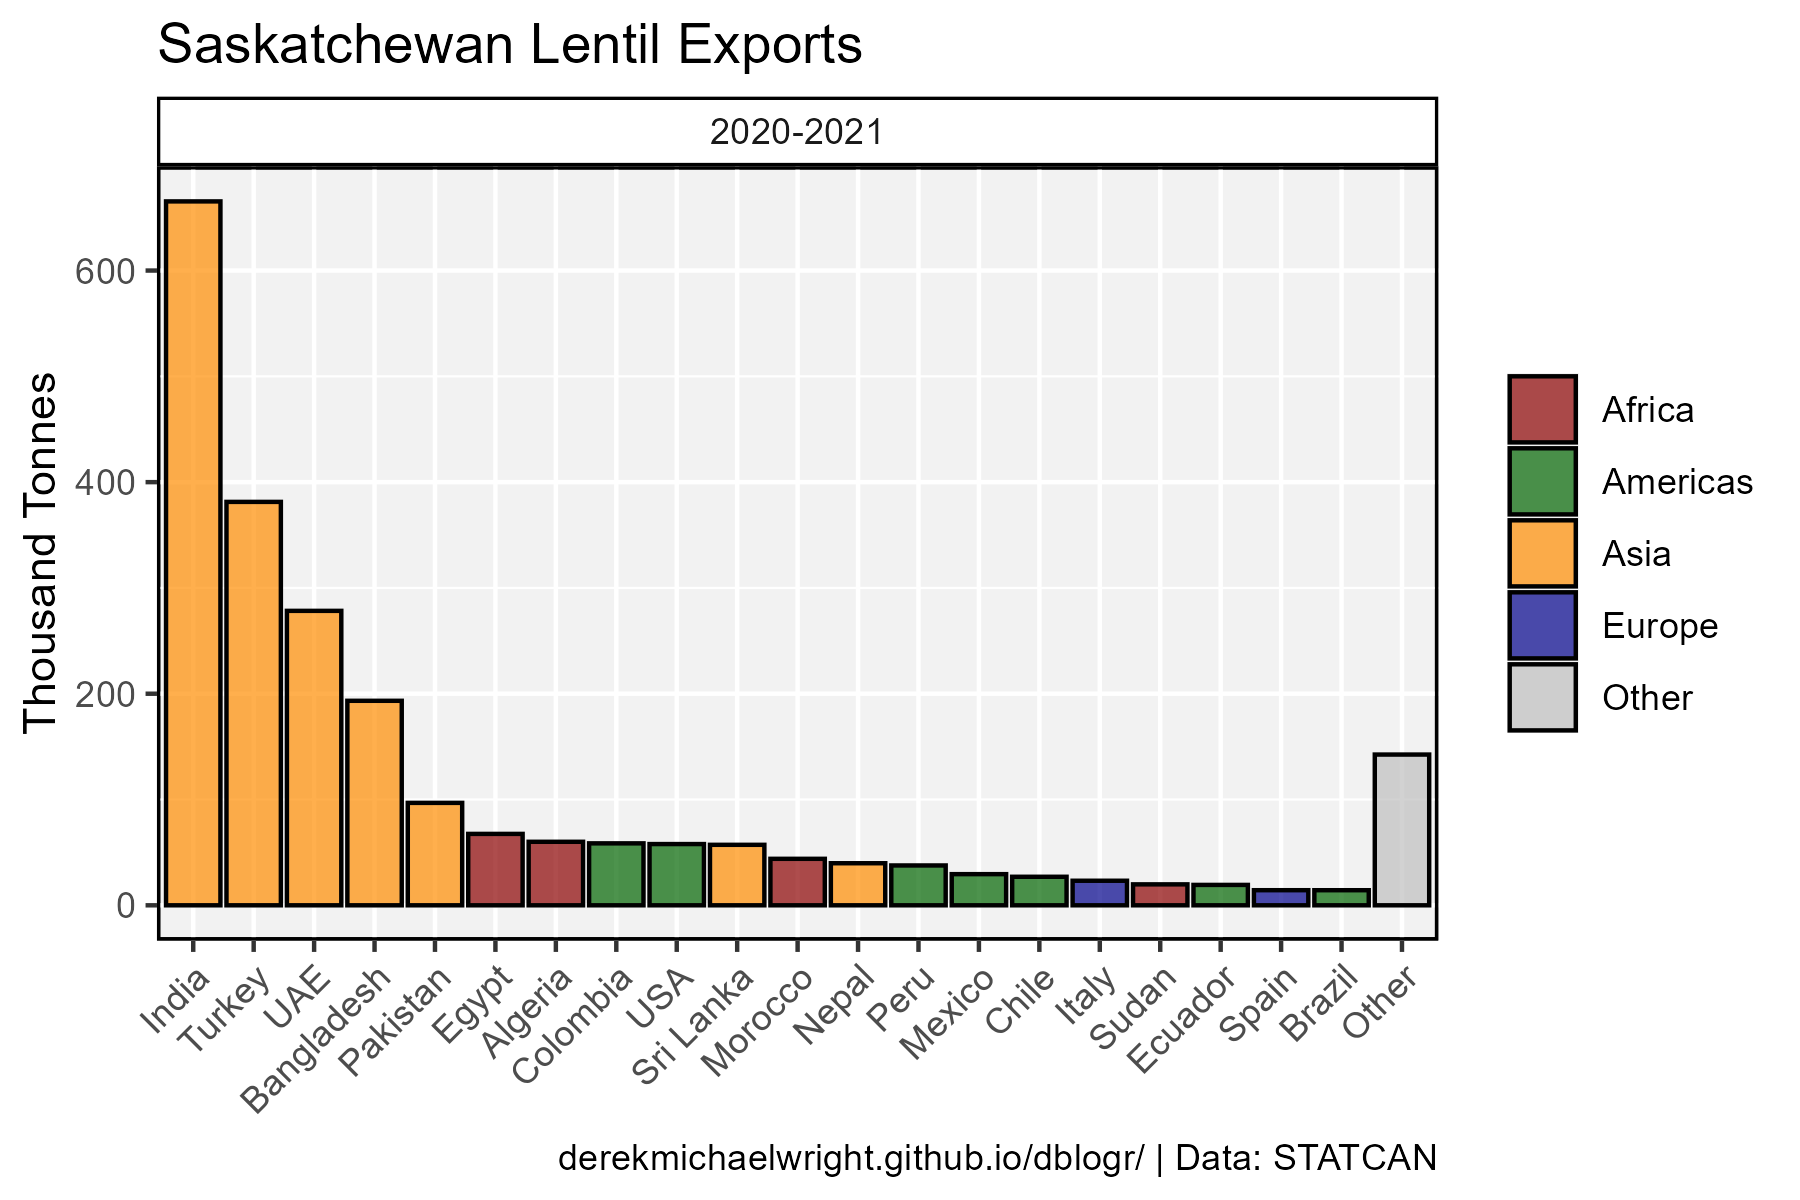 Saskatchewan Lentil Exports
2020-2021
Thousand Tonnes
600
400
200
0
India
Turkey
UAE
Bangladesh
Pakistan
Egypt
Algeria
Colombia
USA
Sri Lanka
Morocco
Nepal
Peru
Mexico
Chile
Italy
Sudan
Ecuador
Spain
Brazil
Other
Africa
Americas
Asia
Europe
Other
derekmichaelwright.github.io/dblogr/ | Data: STATCAN